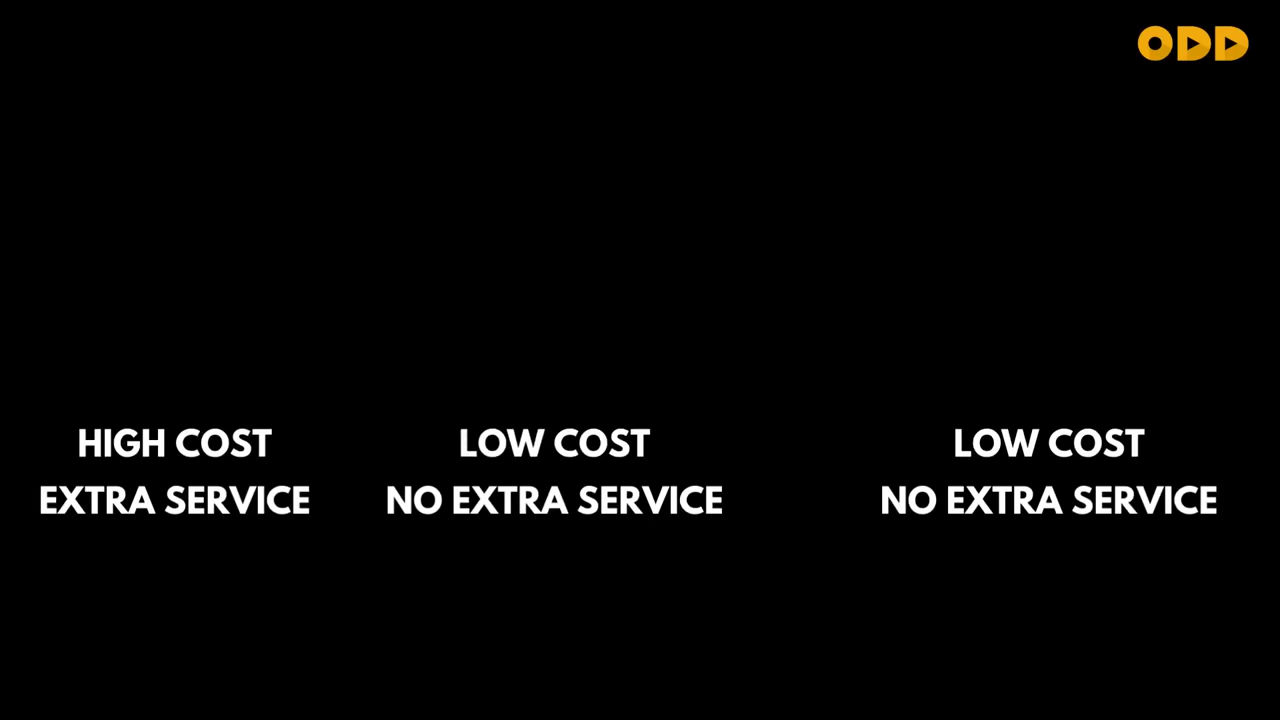 ODD
HIGH COST
EXTRA SERVICE
LOW COST
NO EXTRA SERVICE
LOW COST
NO EXTRA SERVICE